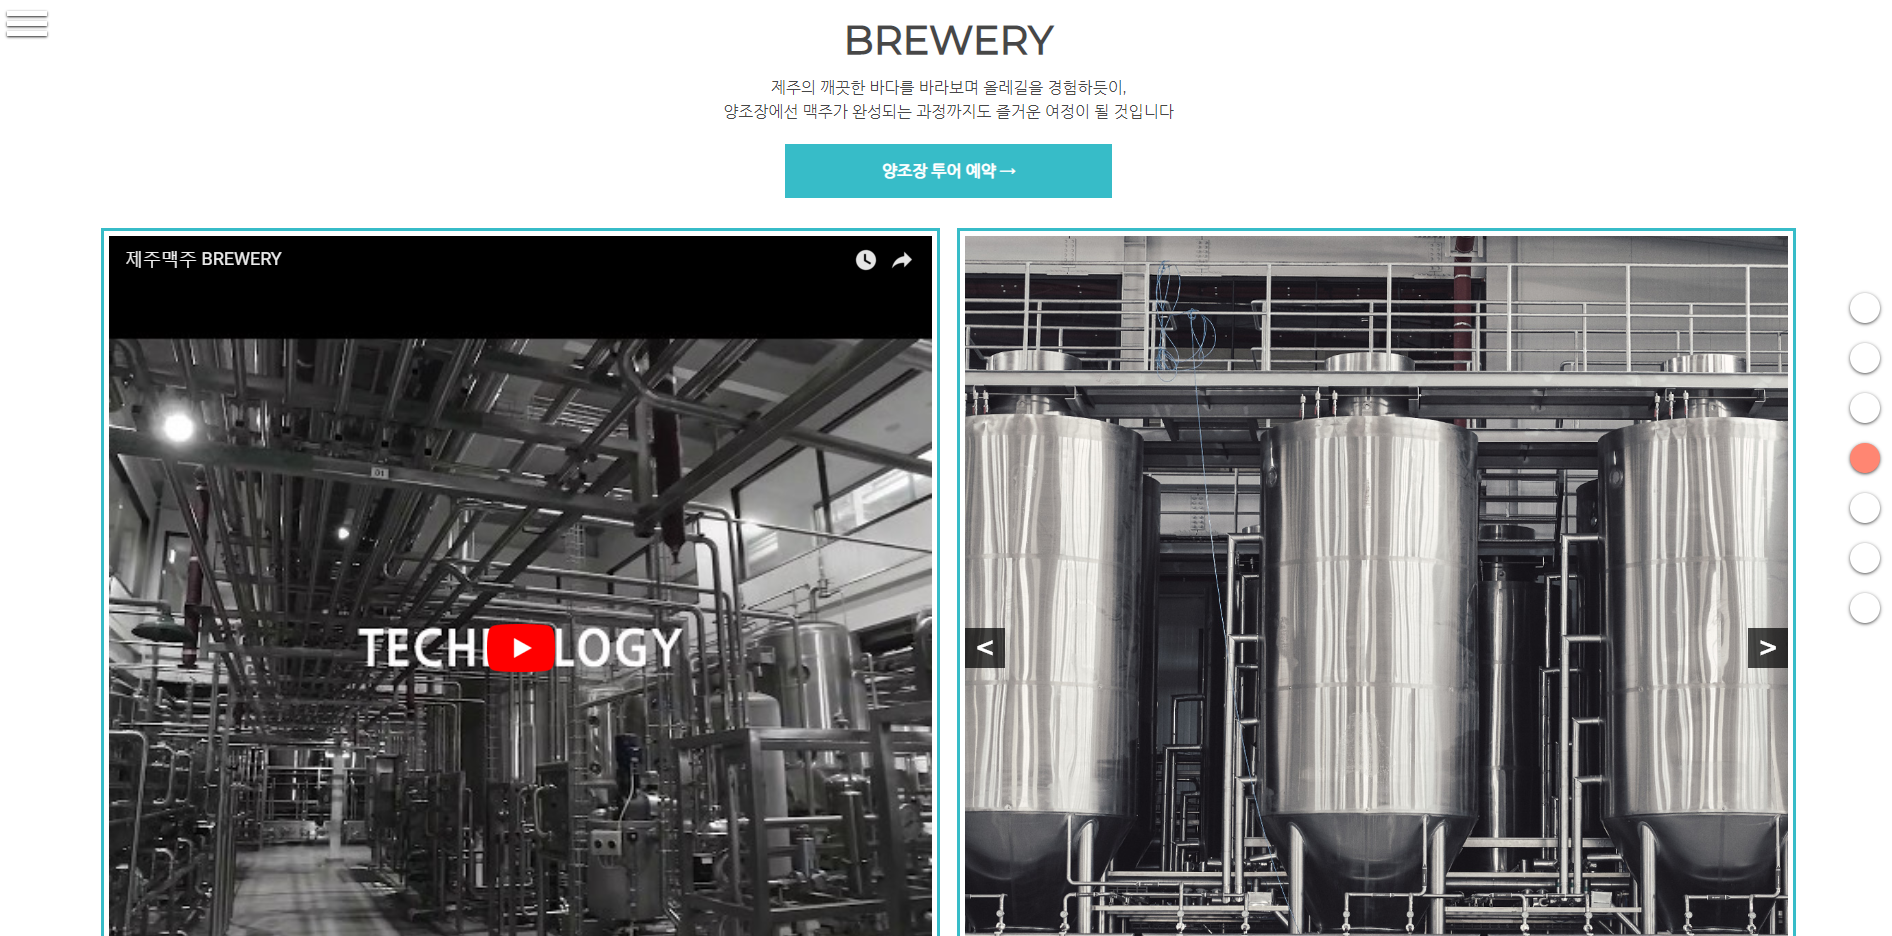 BREWERY
제주의 깨끗한 바다를 바라보며 올레길을 경험하듯이,
양조장에선 맥주가 완성되는 과정까지도 즐거운 여정이 될 것입니다
양조장 투어 예약 →
제주맥주 BREWERY
01
TECH LOGY
<
>